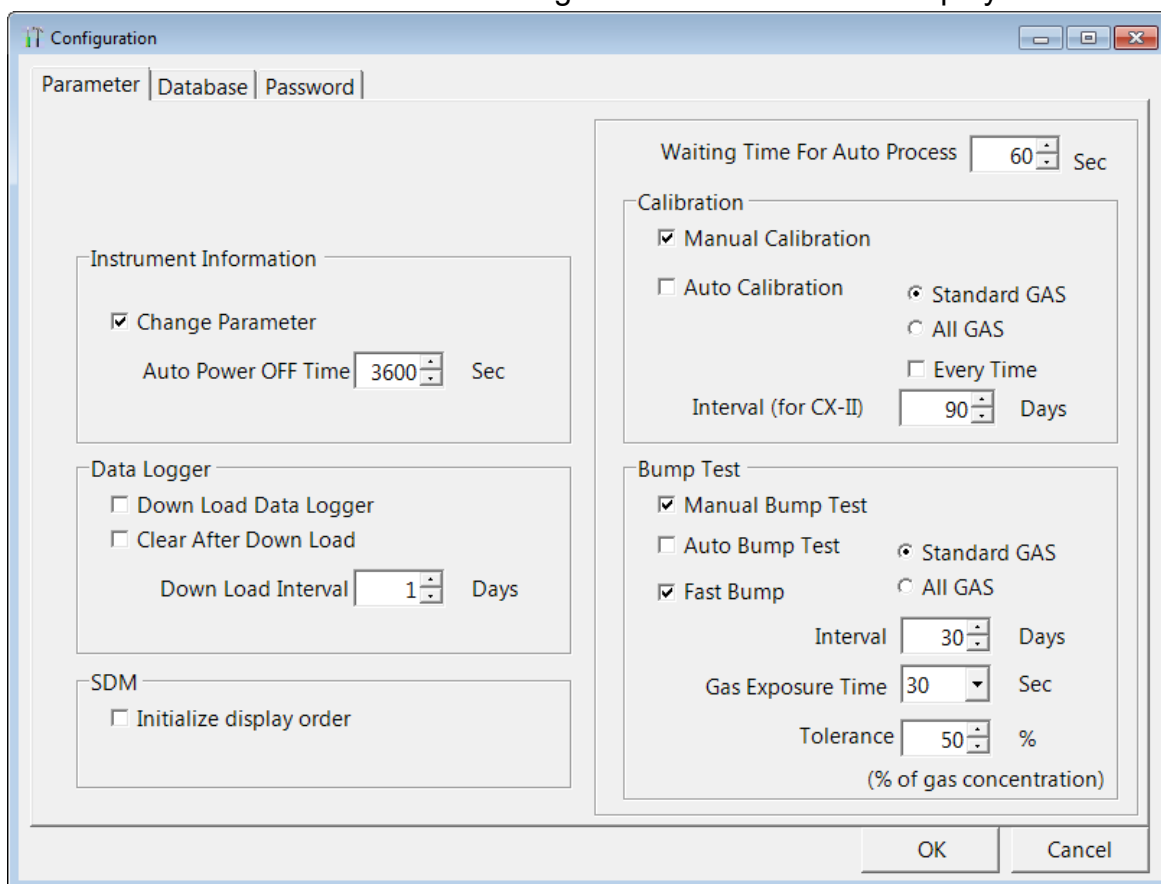 Configuration
Parameter Database Password
Waiting Time For Auto Process 60 Sec
Instrument Information
Change Parameter
Auto Power OFF Time 3600 Sec
Data Logger
Down Load Data Logger
Clear After Down Load
Down Load Interval 1 Days
SDM
Initialize display order
Calibration
Manual Calibration
Auto Calibration
Standard GAS
All GAS
Every Time
Interval (for CX-II) 90 Days
Bump Test
Manual Bump Test
Auto Bump Test
Standard GAS
All GAS
Fast Bump
Interval 30 Days
Gas Exposure Time 30 Sec
Tolerance 50 %
(% of gas concentration)
OK Cancel